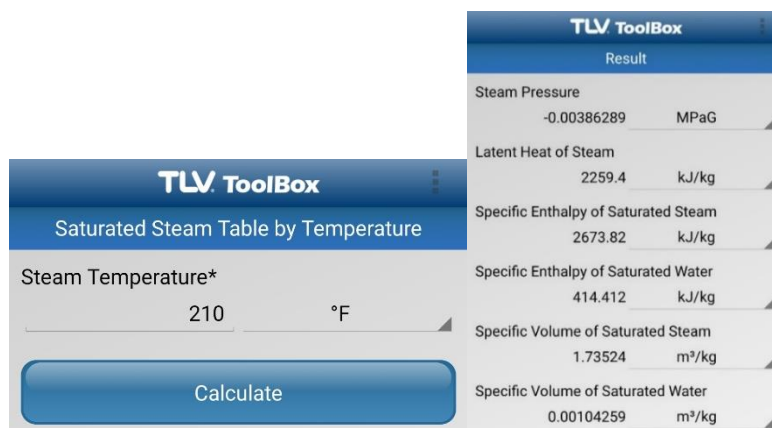 TLV. ToolBox
Saturated Steam Table by Temperature
Steam Temperature*
210 °F
Calculate
TLV. ToolBox
Result
Steam Pressure
-0.00386289 MPaG
Latent Heat of Steam
2259.4 kJ/kg
Specific Enthalpy of Saturated Steam
2673.82 kJ/kg
Specific Enthalpy of Saturated Water
414.412 kJ/kg
Specific Volume of Saturated Steam
1.73524 m³/kg
Specific Volume of Saturated Water
0.00104259 m³/kg